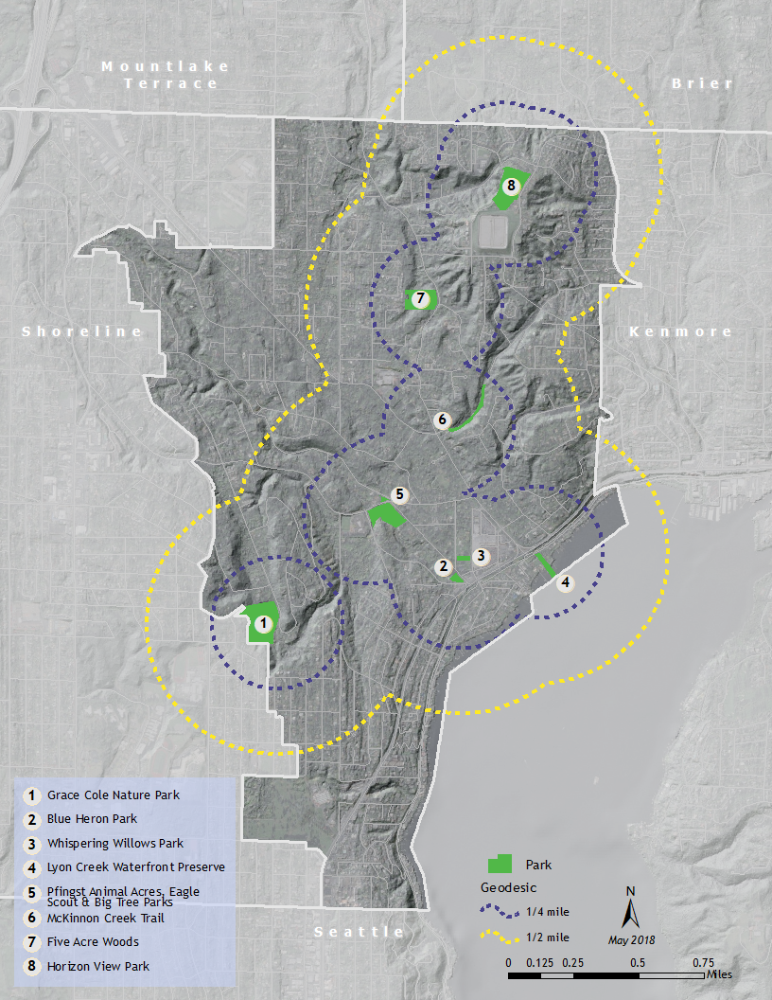 Mountlake
Terrace
Brier
8
7
Shoreline
Kenmore
6
5
3
2
4
1
1 Grace Cole Nature Park
2 Blue Heron Park
3 Whispering Willows Park
4 Lyon Creek Waterfront Preserve
5 Pfingst Animal Acres, Eagle
Scout & Big Tree Parks
6 McKinnon Creek Trail
7 Five Acre Woods
8 Horizon View Park
Seattle
Park
Geodesic
1/4 mile
1/2 mile
N
May 2018
0 0.125 0.25 0.5 0.75
Miles